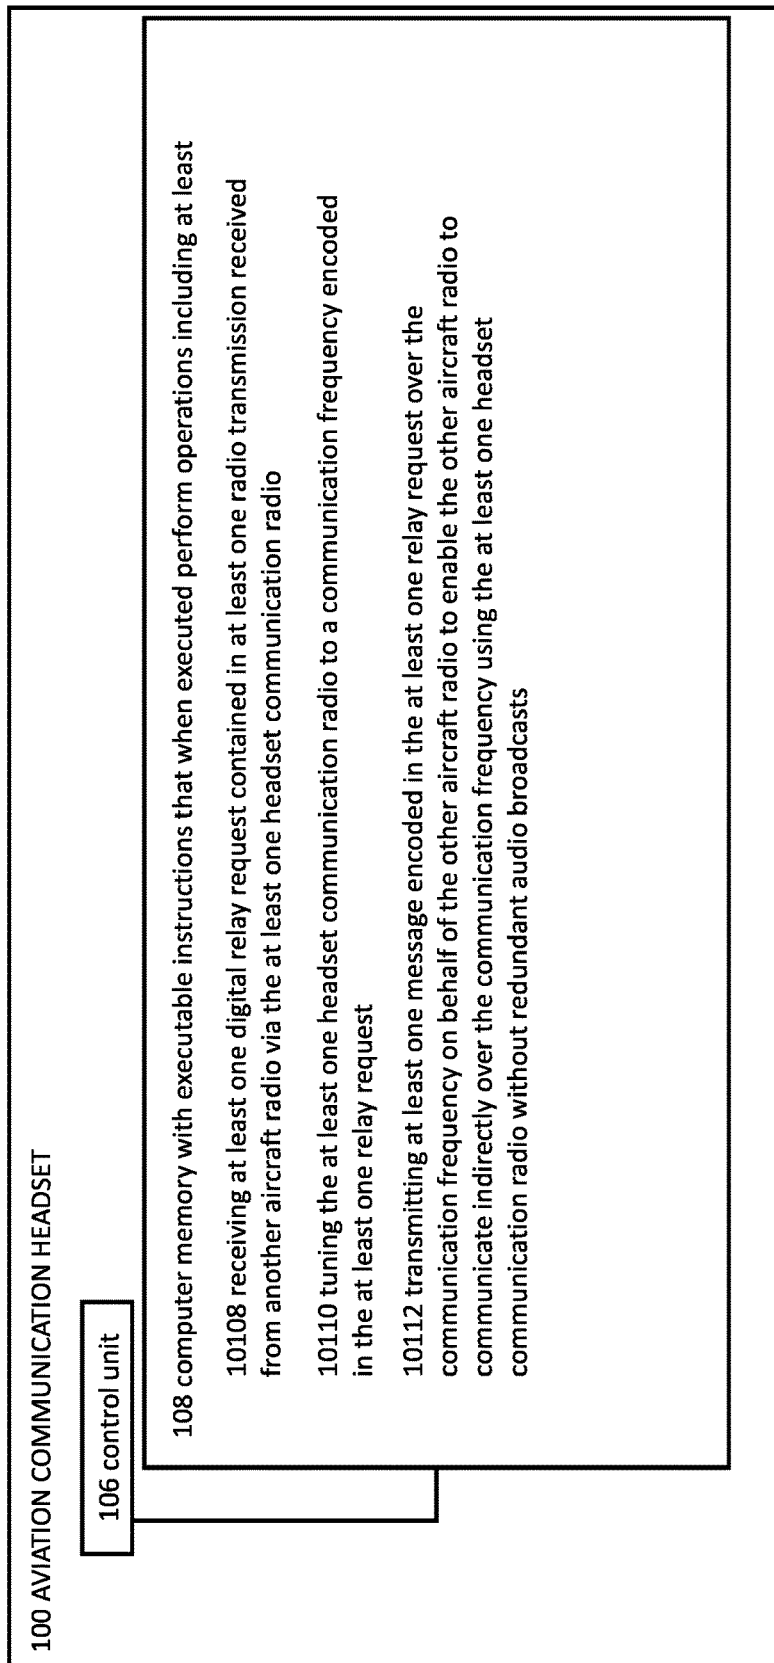 100 AVIATION COMMUNICATION HEADSET
106 control unit
108 computer memory with executable instructions that when executed perform operations including at least
10108 receiving at least one digital relay request contained in at least one radio transmission received
from another aircraft radio via the at least one headset communication radio
10110 tuning the at least one headset communication radio to a communication frequency encoded
in the at least one relay request
10112 transmitting at least one message encoded in the at least one relay request over the
communication frequency on behalf of the other aircraft radio to enable the other aircraft radio to
communicate indirectly over the communication frequency using the at least one headset
communication radio without redundant audio broadcasts